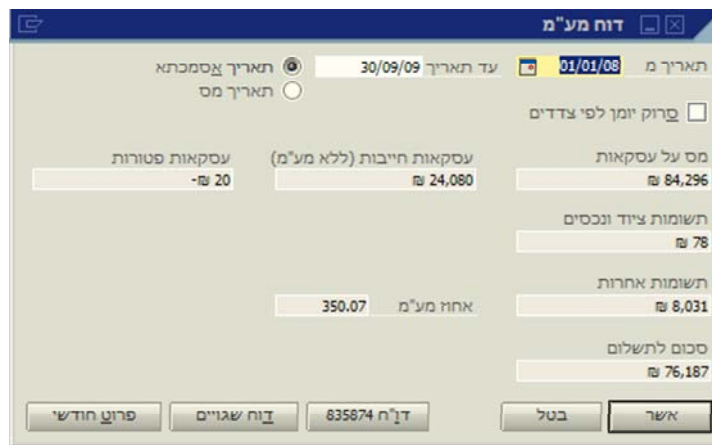 דוח מע"מ
תאריך מ 01/01/08 עד תאריך 30/09/09 תאריך אסמכתא
תאריך מס
סרוק יומן לפי צדדים
מס על עסקאות עסקאות חייבות (ללא מע"מ) עסקאות פטורות
84,296 ₪ 24,080 ₪ 20 ₪-
תשומות ציוד ונכסים
78 ₪
תשומות אחרות
8,031 ₪ אחוז מע"מ 350.07
סכום לתשלום
76,187 ₪
אשר בטל דו"ח 835874 דוח שגויים פרוט חודשי